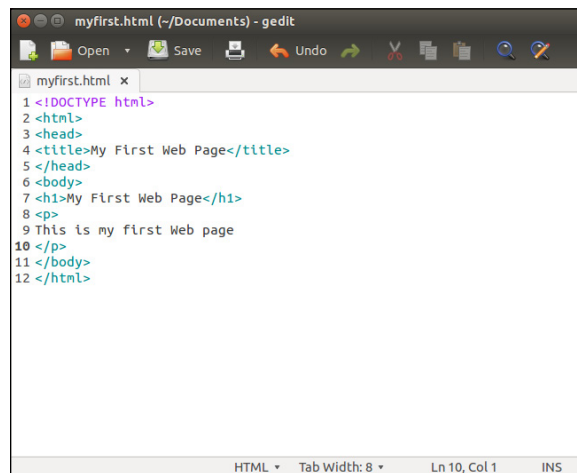 myfirst.html (~/Documents) - gedit
Open Save Undo
myfirst.html ×
1 <!DOCTYPE html>
2 <html>
3 <head>
4 <title>My First Web Page</title>
5 </head>
6 <body>
7 <h1>My First Web Page</h1>
8 <p>
9 This is my first Web page
10 </p>
11 </body>
12 </html>
HTML Tab Width: 8 Ln 10, Col 1 INS